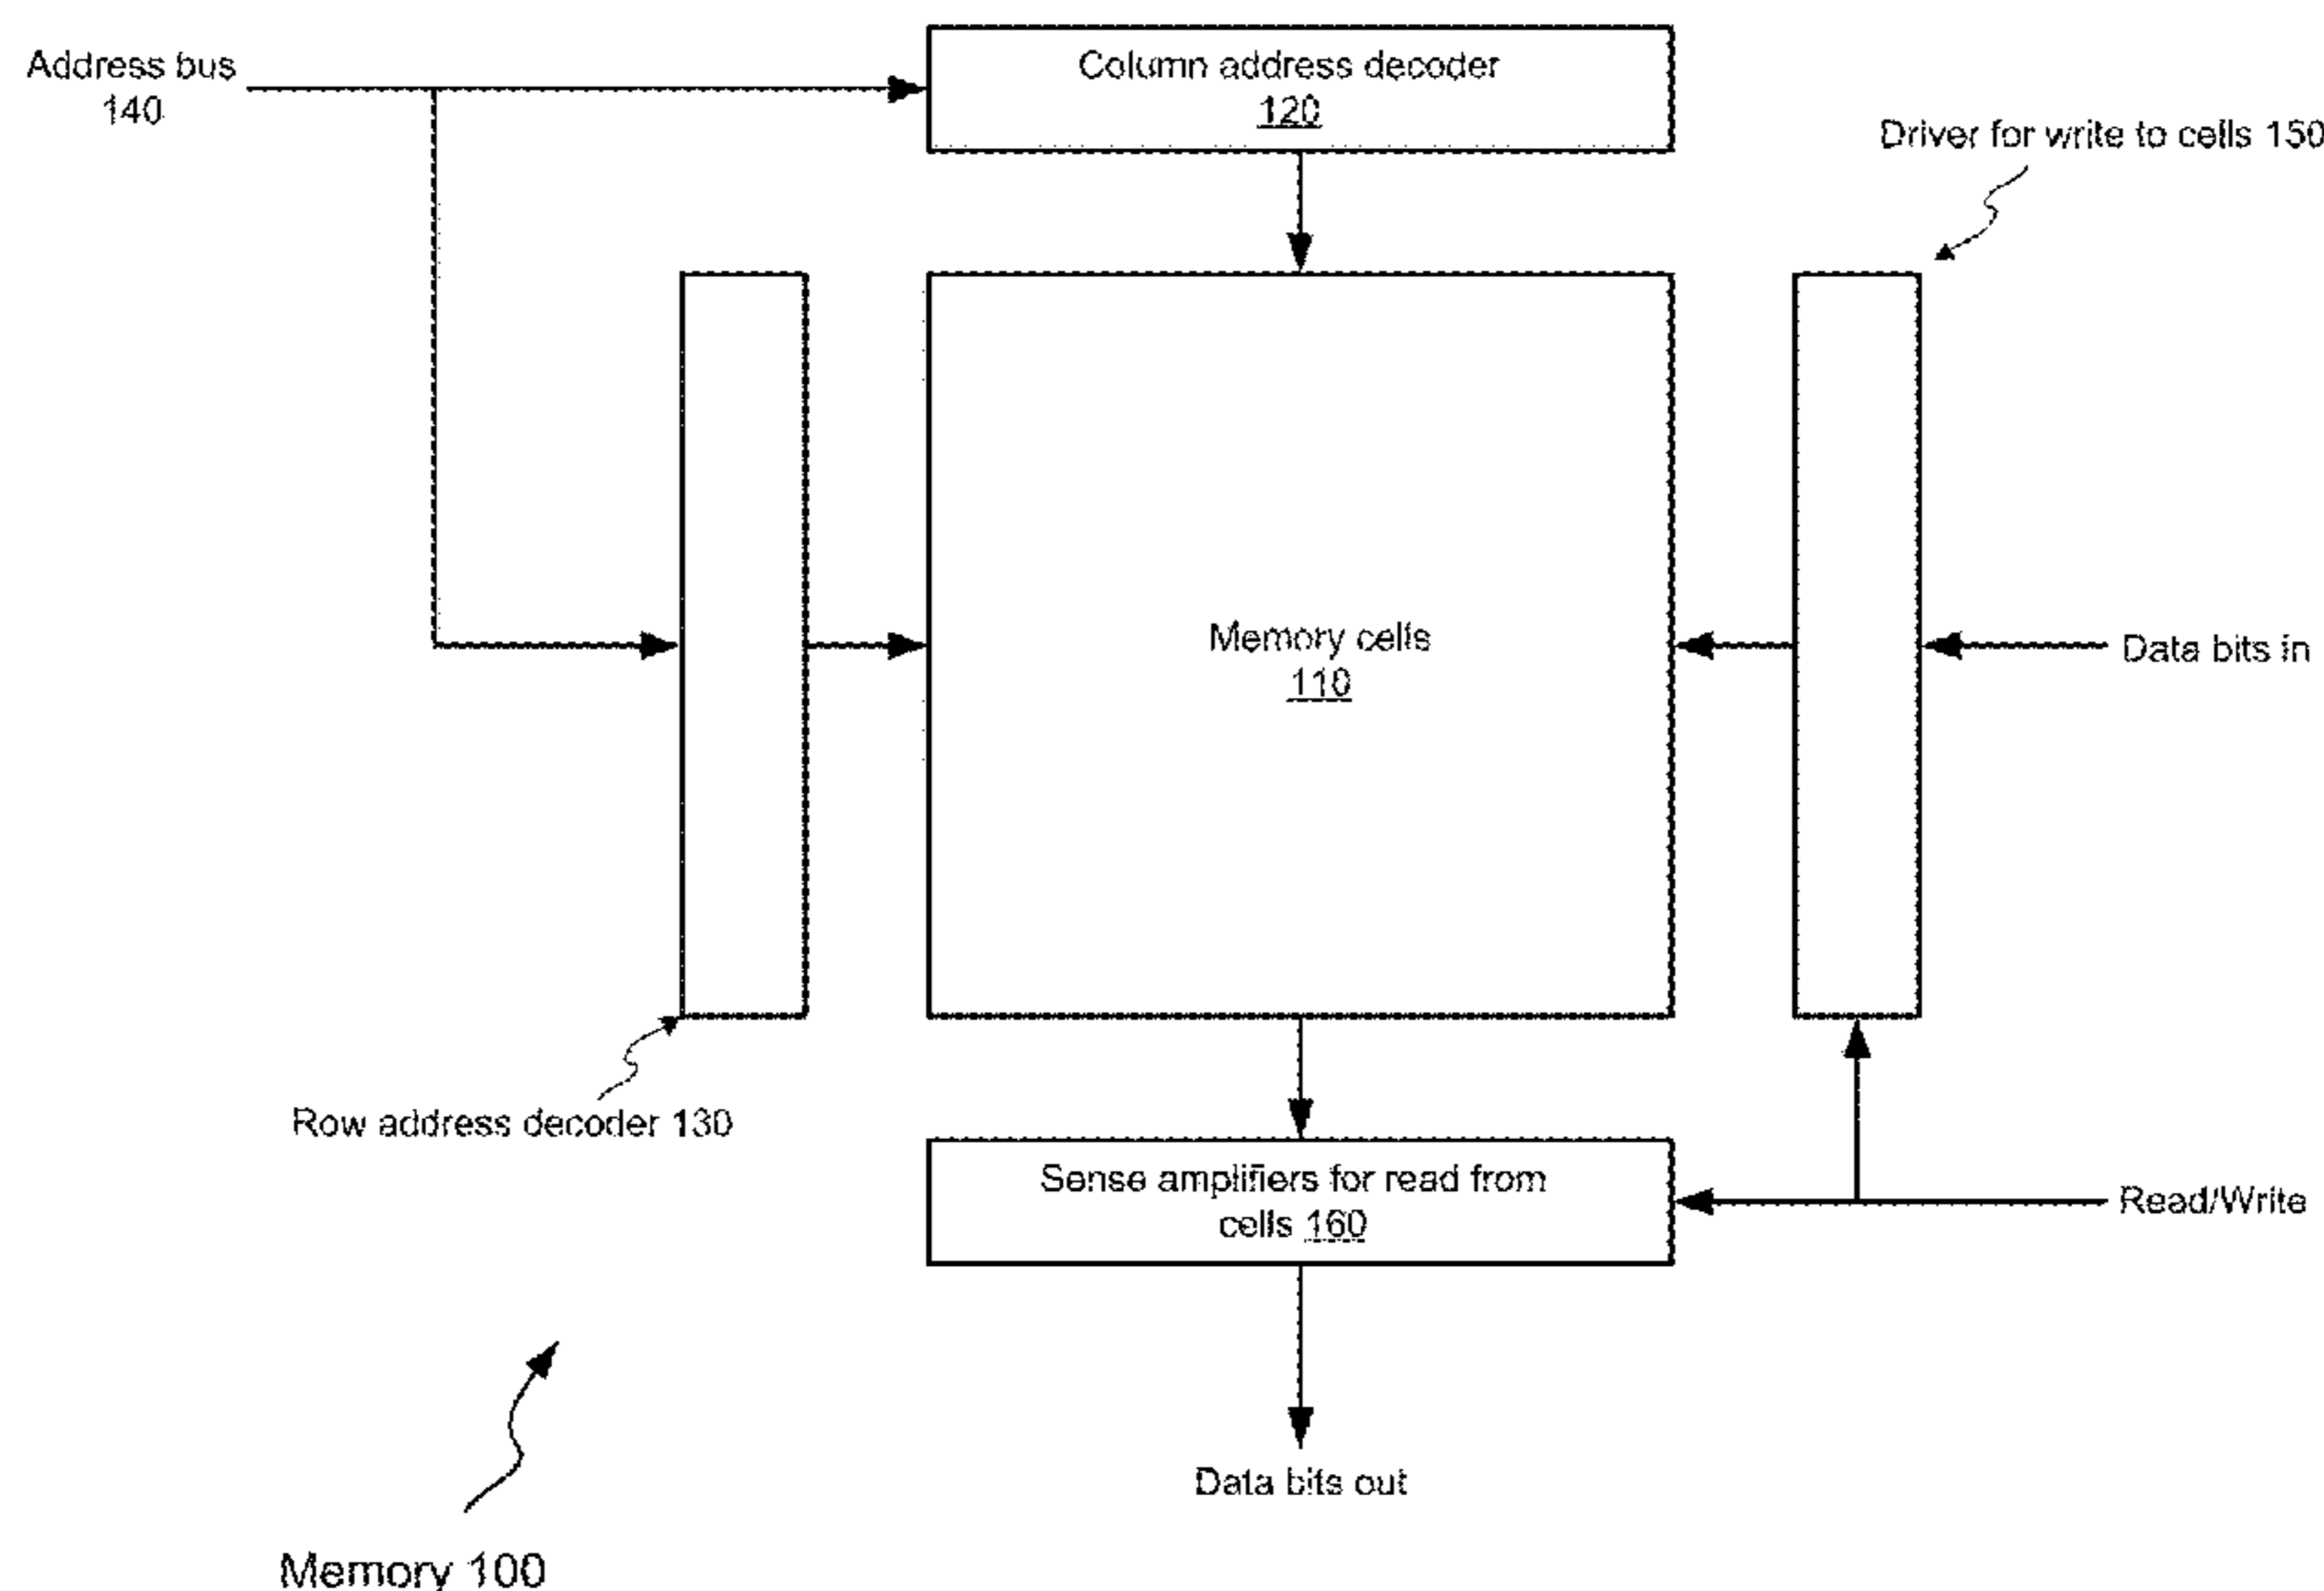 Address bus
140
Column address decoder
120
Driver for write to cells 150
Memory cells
110
Data bits in
Row address decoder 130
Sense amplifiers for read from
cells 160
Read/Write
Data bits out
Memory 100